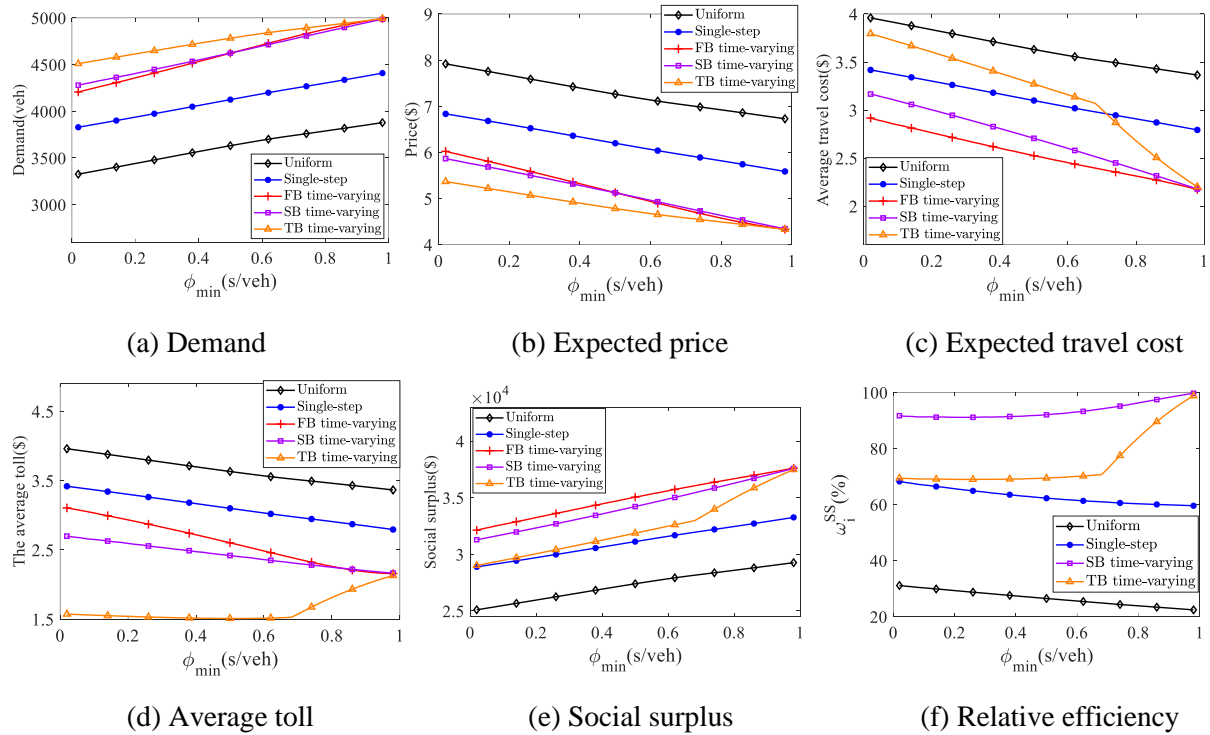 5000
4500
4000
3500
3000
Demand(veh)
0 0.2 0.4 0.6 0.8 1
ϕmin(s/veh)
Uniform
Single-step
FB time-varying
SB time-varying
TB time-varying
(a) Demand
9
8
7
6
5
4
Price($)
0 0.2 0.4 0.6 0.8 1
ϕmin(s/veh)
Uniform
Single-step
FB time-varying
SB time-varying
TB time-varying
(b) Expected price
4
3.5
3
2.5
2
Average travel cost($)
0 0.2 0.4 0.6 0.8 1
ϕmin(s/veh)
Uniform
Single-step
FB time-varying
SB time-varying
TB time-varying
(c) Expected travel cost
4.5
3.5
2.5
1.5
The average toll($)
0 0.2 0.4 0.6 0.8 1
ϕmin(s/veh)
Uniform
Single-step
FB time-varying
SB time-varying
TB time-varying
(d) Average toll
×10⁴
4k
35k
30k
25k
Social surplus($)
0 0.2 0.4 0.6 0.8 1
ϕmin(s/veh)
Uniform
Single-step
FB time-varying
SB time-varying
TB time-varying
(e) Social surplus
100
80
60
40
20
ωiSS(%)
0 0.2 0.4 0.6 0.8 1
ϕmin(s/veh)
Uniform
Single-step
SB time-varying
TB time-varying
(f) Relative efficiency